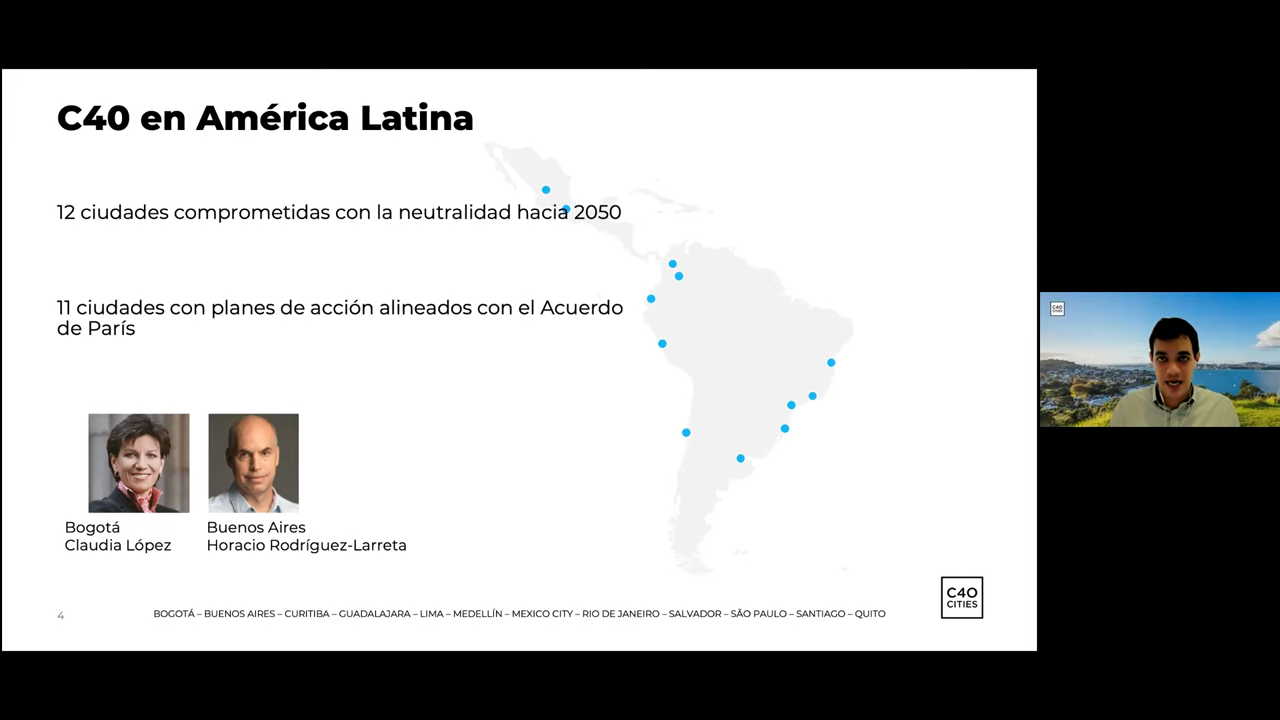 C40 en América Latina
12 ciudades comprometidas con la neutralidad hacia 2050
11 ciudades con planes de acción alineados con el Acuerdo
de París
Bogotá
Claudia López
Buenos Aires
Horacio Rodríguez-Larreta
4
BOGOTÁ – BUENOS AIRES – CURITIBA – GUADALAJARA – LIMA – MEDELLÍN – MEXICO CITY – RIO DE JANEIRO – SALVADOR – SÃO PAULO – SANTIAGO – QUITO
C40
CITIES
C40
CITIES